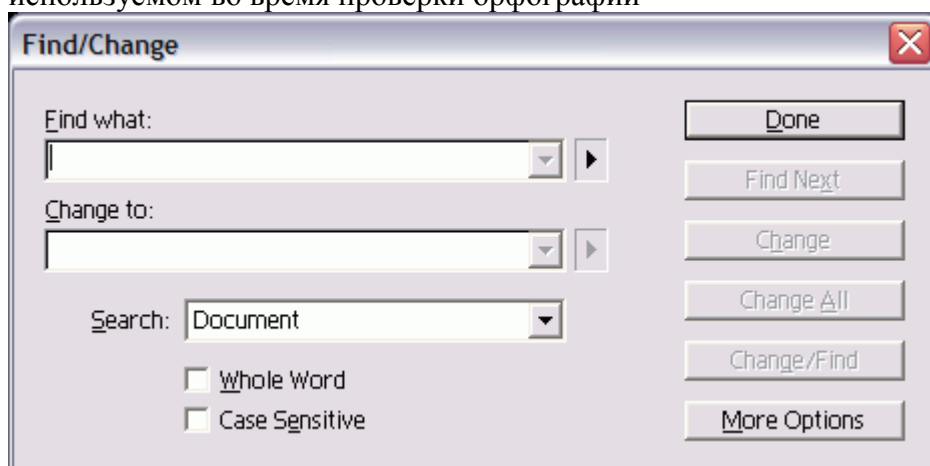 используемом во время проверки орфографии
Find/Change
Find what:
Done
Find Next
Change to:
Change
Change All
Search: Document
Change/Find
Whole Word
Case Sensitive
More Options